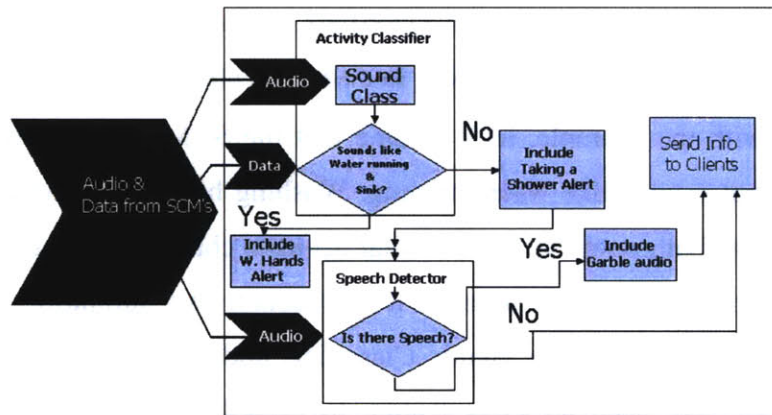 Activity Classifier
Audio
Sound
Class
Audio &
Data from SCM's
Data
Sounds like
Water running
&
Sink?
No
Include
Taking a
Shower Alert
Send Info
to Clients
Yes
Include
W. Hands
Alert
Speech Detector
Yes
Include
Garble audio
Audio
Is there Speech?
No